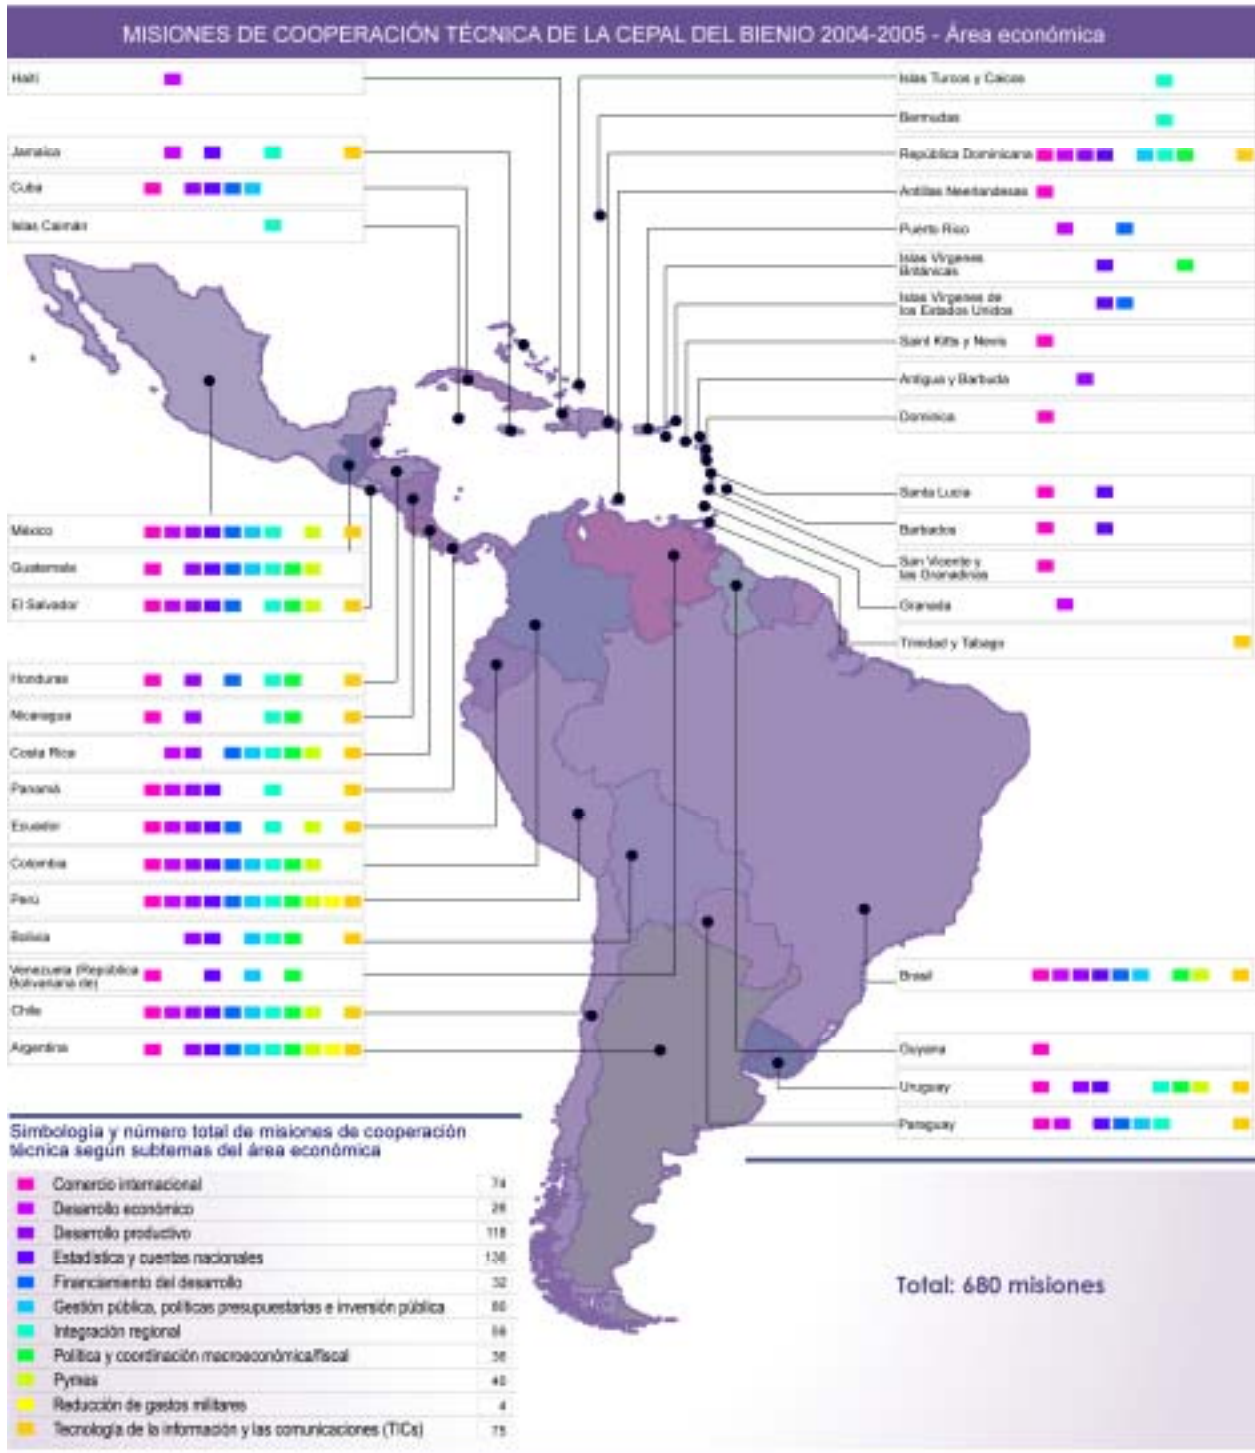 MISIONES DE COOPERACIÓN TÉCNICA DE LA CEPAL DEL BIENIO 2004-2005 - Área económica
Haití
Jamaica
Cuba
Islas Caimán
Islas Turcos y Caicos
Bermudas
República Dominicana
Antillas Neerlandesas
Puerto Rico
Islas Vírgenes
Británicas
Islas Vírgenes de
los Estados Unidos
Saint Kitts y Nevis
Antigua y Barbuda
Dominica
Santa Lucía
Barbados
San Vicente y
las Granadinas
Granada
Trinidad y Tabago
México
Guatemala
El Salvador
Honduras
Nicaragua
Costa Rica
Panamá
Ecuador
Colombia
Perú
Bolivia
Venezuela (República
Bolivariana de)
Chile
Argentina
Brasil
Guyana
Uruguay
Paraguay
Simbología y número total de misiones de cooperación
técnica según subtemas del área económica
Comercio internacional 74
Desarrollo económico
Desarrollo productivo
Estadística y cuentas nacionales
Financiamiento del desarrollo 32
Gestión pública, políticas presupuestarias e inversión pública
Integración regional
Política y coordinación macroeconómica/fiscal
Pymes 40
Reducción de gastos militares 4
Tecnología de la información y las comunicaciones (TICs) 75
Total: 680 misiones